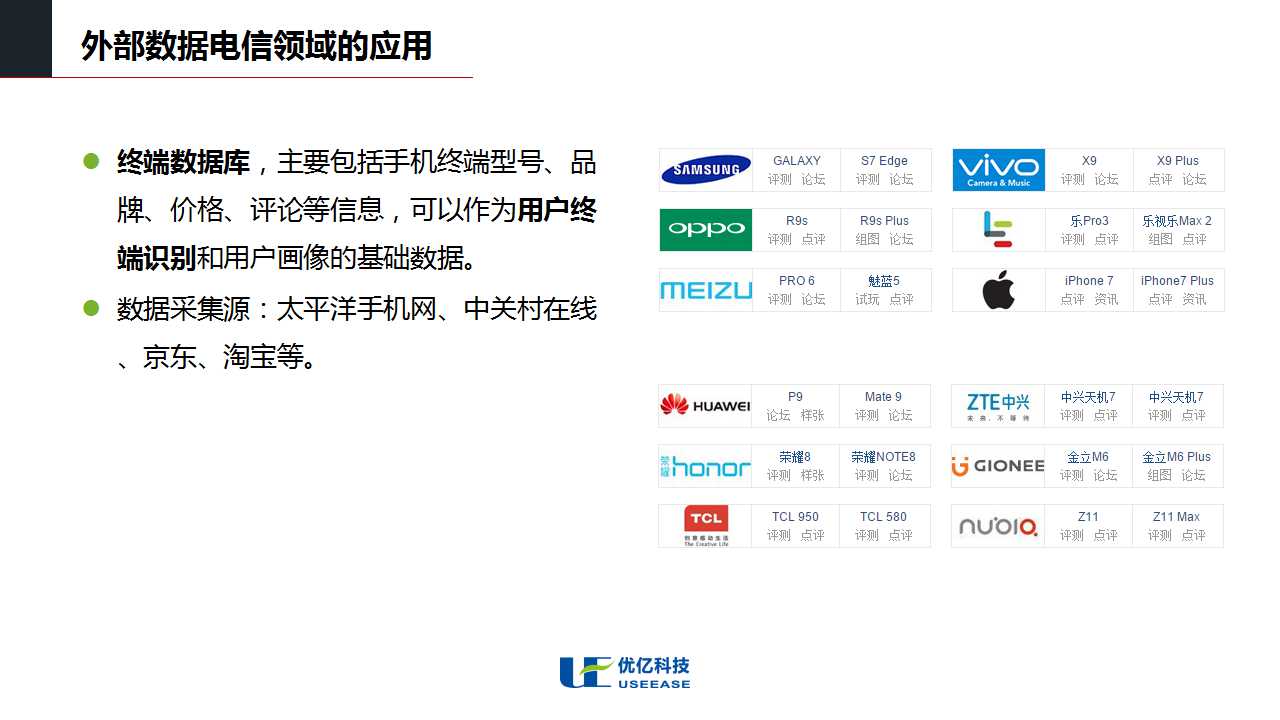 外部数据电信领域的应用
终端数据库，主要包括手机终端型号、品
牌、价格、评论等信息，可以作为用户终
端识别和用户画像的基础数据。
数据采集源：太平洋手机网、中关村在线
、京东、淘宝等。
SAMSUNG GALAXY S7 Edge
评测 论坛 评测 论坛
vivo X9 X9 Plus
Camera & Music 评测 论坛 点评 论坛
oppo R9s R9s Plus
评测 点评 组图 论坛
乐Pro3 乐视乐Max 2
评测 点评 组图 点评
MEIZU PRO 6 魅蓝5
评测 论坛 试玩 点评
iPhone 7 iPhone7 Plus
点评 资讯 点评 资讯
HUAWEI P9 Mate 9
论坛 样张 评测 论坛
ZTE中兴 中兴天机7 中兴天机7
未来，不等待 评测 点评 评测 点评
荣耀honor 荣耀8 荣耀NOTE8
评测 样张 评测 论坛
GIONEE 金立M6 金立M6 Plus
评测 论坛 组图 论坛
TCL TCL 950 TCL 580
创意感动生活 评测 点评 评测 点评
The Creative Life
nubia Z11 Z11 Max
评测 点评 评测 点评
UE 优亿科技
USEEASE